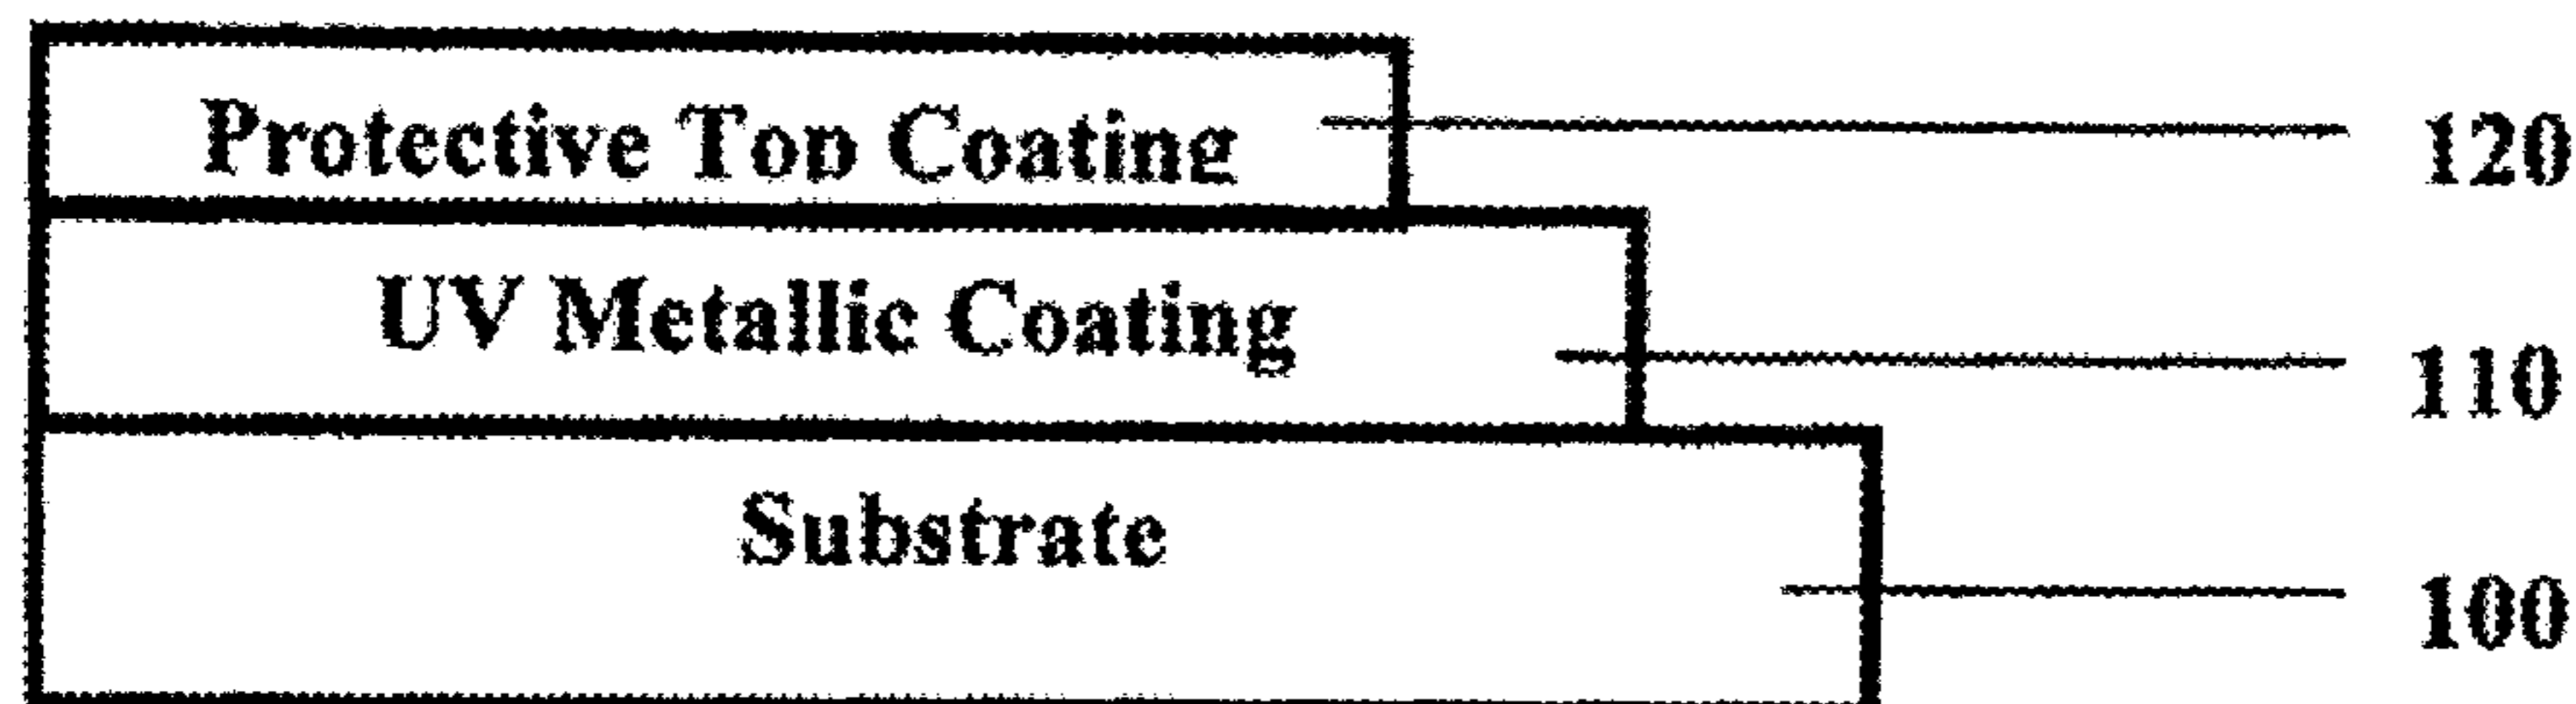 Protective Top Coating 120
UV Metallic Coating 110
Substrate 100